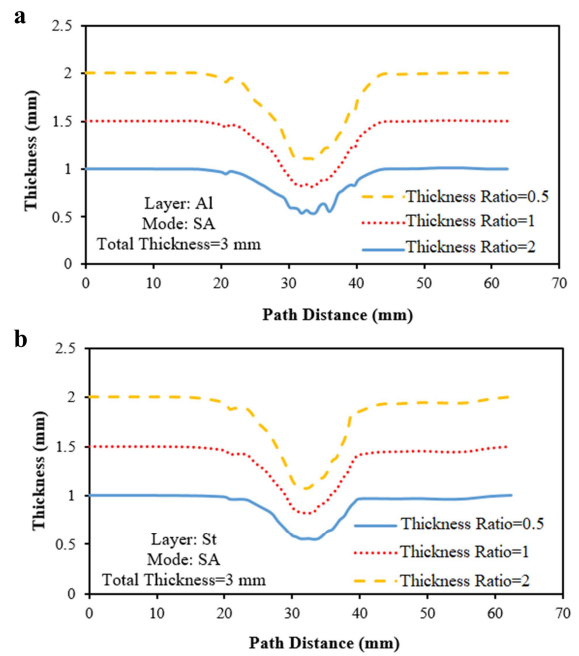 a
2.5
2
1.5
1
0.5
0
Thickness (mm)
Layer: Al
Mode: SA
Total Thickness=3 mm
Thickness Ratio=0.5
Thickness Ratio=1
Thickness Ratio=2
0 10 20 30 40 50 60 70
Path Distance (mm)
b
2.5
2
1.5
1
0.5
0
Thickness (mm)
Layer: St
Mode: SA
Total Thickness=3 mm
Thickness Ratio=0.5
Thickness Ratio=1
Thickness Ratio=2
0 10 20 30 40 50 60 70
Path Distance (mm)